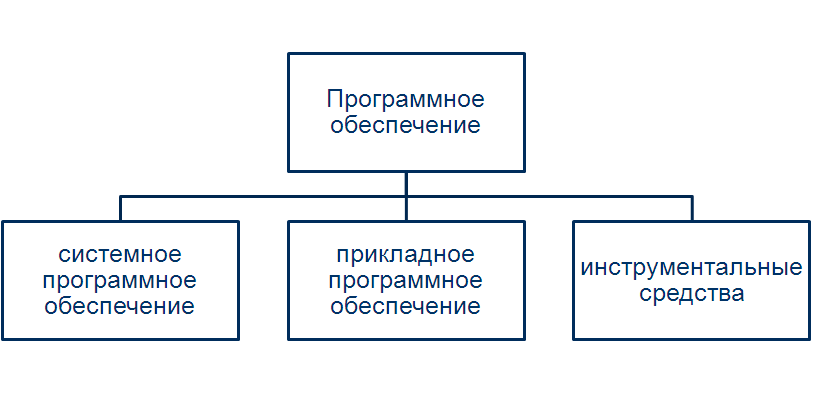 Программное
обеспечение
системное
программное
обеспечение
прикладное
программное
обеспечение
инструментальные
средства